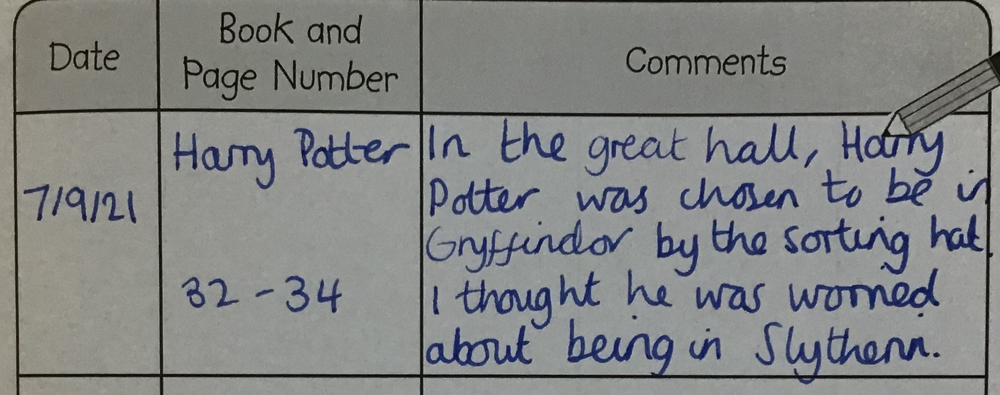 Date
Book and
Page Number
Comments
7/9/21
Harry Potter
32 - 34
In the great hall, Harry
Potter was chosen to be in
Gryffindor by the sorting hat.
I thought he was worried
about being in Slytherin.